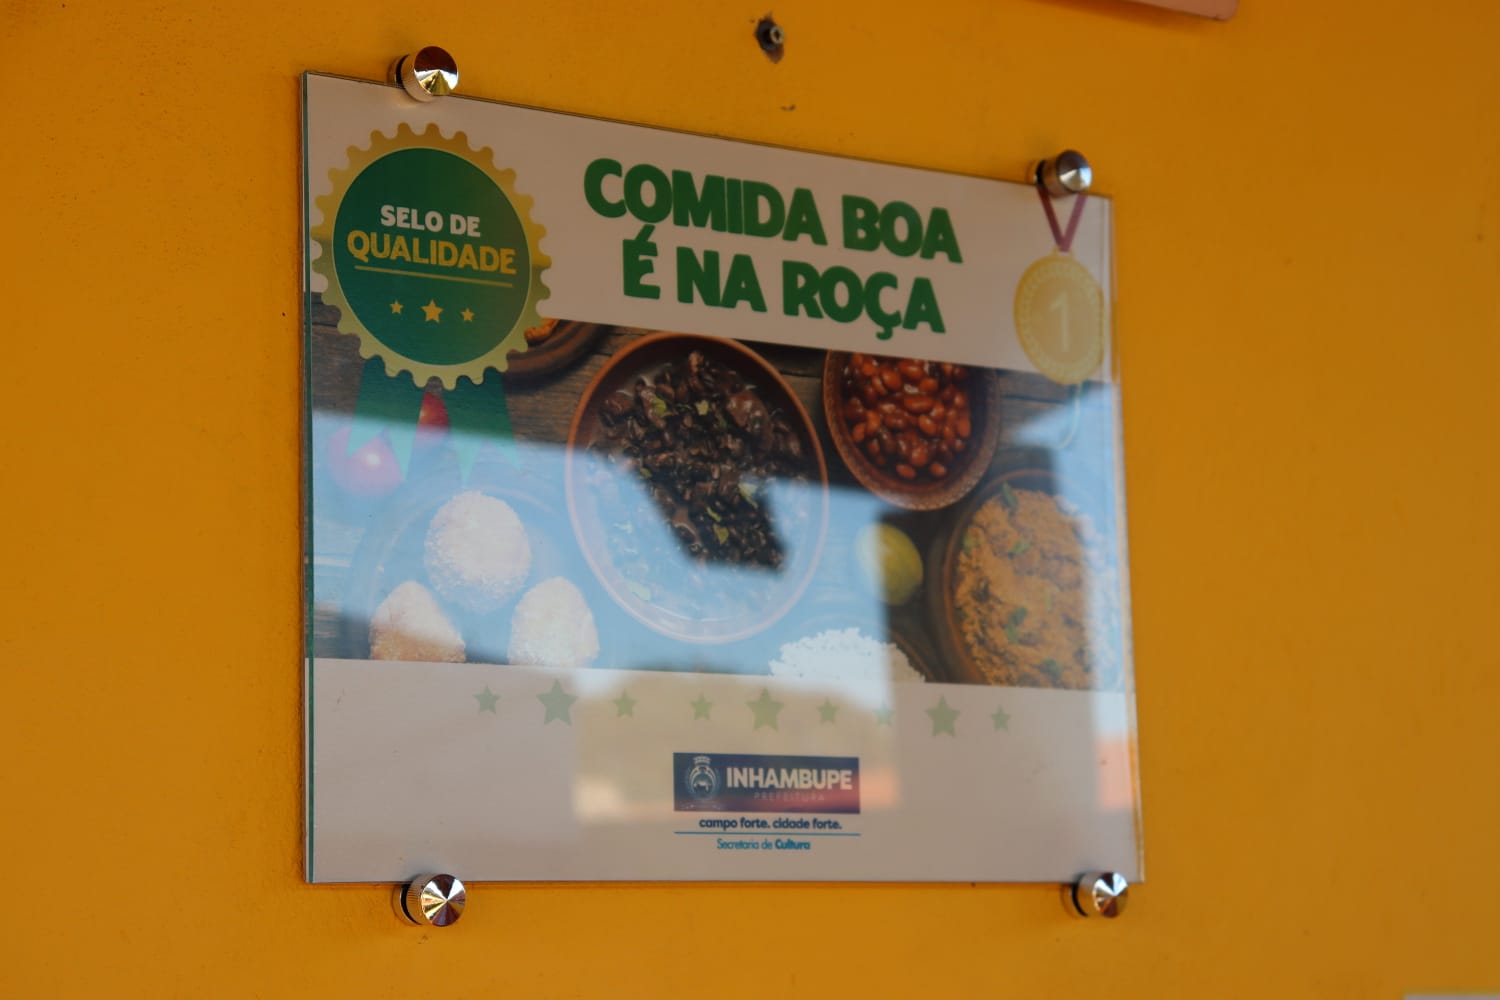 SELO DE
QUALIDADE
COMIDA BOA
É NA ROÇA
1
INHAMBUPE
PREFEITURA
campo forte. cidade forte.
Secretaria de Cultura